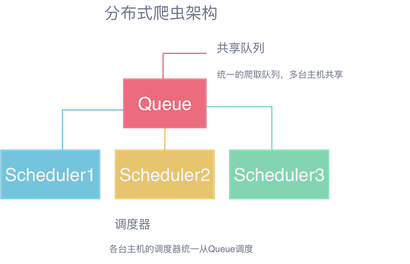 分布式爬虫架构
共享队列
统一的爬取队列，多台主机共享
Queue
Scheduler1 Scheduler2 Scheduler3
调度器
各台主机的调度器统一从Queue调度